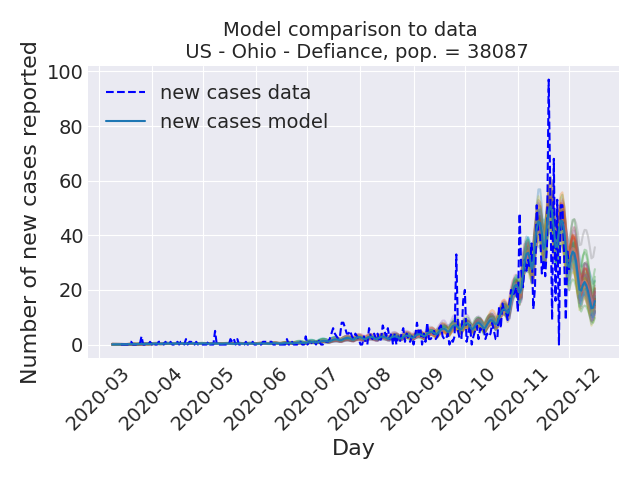 Model comparison to data
US - Ohio - Defiance, pop. = 38087
Number of new cases reported
100
80
60
40
20
0
new cases data
new cases model
2020-03
2020-04
2020-05
2020-06
2020-07
2020-08
2020-09
2020-10
2020-11
2020-12
Day